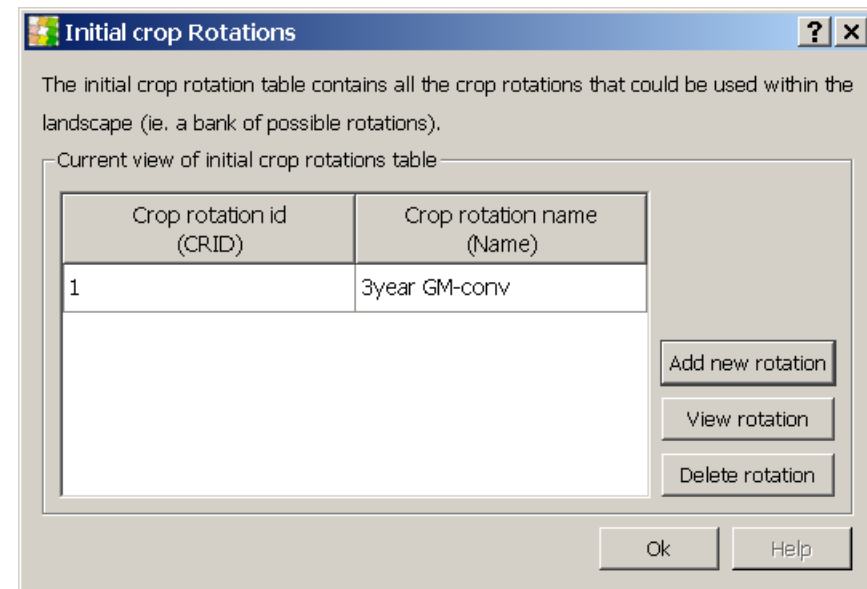 Initial crop Rotations
?
×
The initial crop rotation table contains all the crop rotations that could be used within the
landscape (ie. a bank of possible rotations).
Current view of initial crop rotations table
Crop rotation id
(CRID)
Crop rotation name
(Name)
1
3year GM-conv
Add new rotation
View rotation
Delete rotation
Ok
Help